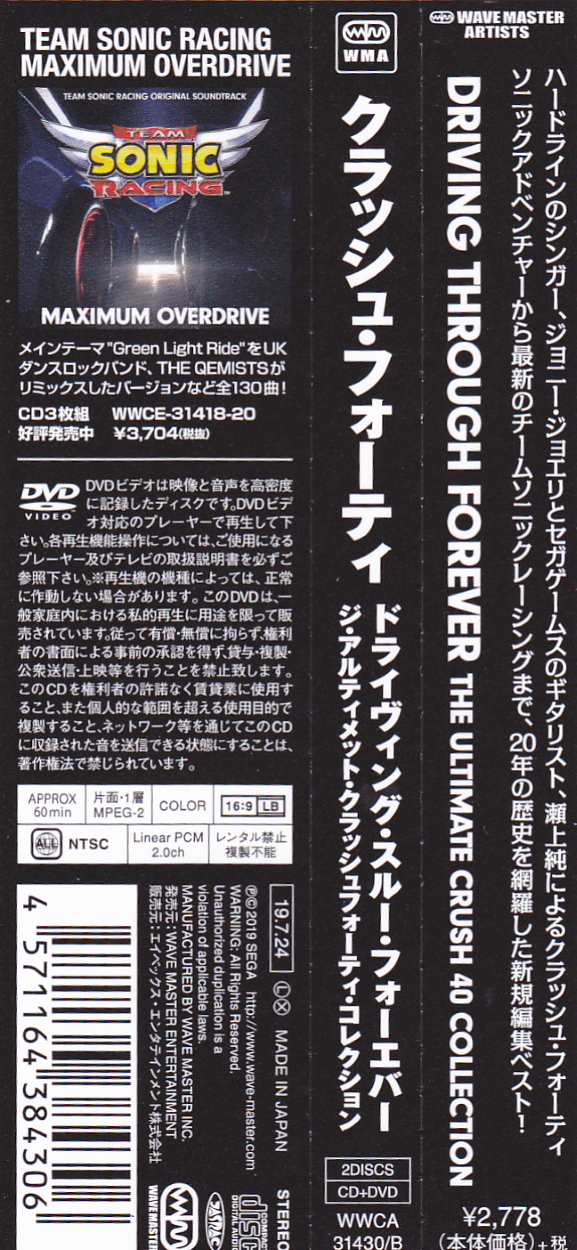 TEAM SONIC RACING
MAXIMUM OVERDRIVE
TEAM SONIC RACING ORIGINAL SOUNDTRACK
TEAM
SONIC
RACING
MAXIMUM OVERDRIVE
メインテーマ"Green Light Ride"をUK
ダンスロックバンド、THE QEMISTSが
リミックスしたバージョンなど全130曲！
CD3枚組 WWCE-31418-20
好評発売中 ¥3,704(税抜)
DVD
VIDEO
DVDビデオは映像と音声を高密度
に記録したディスクです。DVDビデ
オ対応のプレーヤーで再生して下
さい。各再生機能操作については、ご使用になる
プレーヤー及びテレビの取扱説明書を必ずご
参照下さい。※再生機の機種によっては、正常
に作動しない場合があります。このDVDは、一
般家庭内における私的再生に用途を限って販
売されています。従って有償・無償に拘らず、権利
者の書面による事前の承認を得ず、貸与・複製・
公衆送信・上映等を行うことを禁止致します。
このCDを権利者の許諾なく賃貸業に使用す
ること、また個人的な範囲を超える使用目的で
複製すること、ネットワーク等を通じてこのCD
に収録された音を送信できる状態にすることは、
著作権法で禁じられています。
APPROX
60min
片面・1層
MPEG-2
COLOR
16:9 LB
ALL NTSC
Linear PCM
2.0ch
レンタル禁止
複製不能
4 571164 384306
19.7.24 Ⓛ Ⓧ MADE IN JAPAN
℗©2019 SEGA http://www.wave-master.com
WARNING: All Rights Reserved.
Unauthorized duplication is a
violation of applicable laws.
MANUFACTURED BY WAVE MASTER INC.
発売元：WAVE MASTER ENTERTAINMENT
販売元：エイベックス・エンタテインメント株式会社
WAVE MASTER
COMPACT
disc
DIGITAL AUDIO
STEREO
WMA
クラッシュ・フォーティ
ドライヴィング・スルー・フォーエバー
ジ・アルティメット・クラッシュフォーティ・コレクション
2DISCS
CD+DVD
WWCA
31430/B
WAVE MASTER
ARTISTS
ハードラインのシンガー、ジョニー・ジョエリとセガゲームスのギタリスト、瀬上純によるクラッシュ・フォーティ
ソニックアドベンチャーから最新のチームソニックレーシングまで、20年の歴史を網羅した新規編集ベスト！
DRIVING THROUGH FOREVER THE ULTIMATE CRUSH 40 COLLECTION
¥2,778
(本体価格)+税